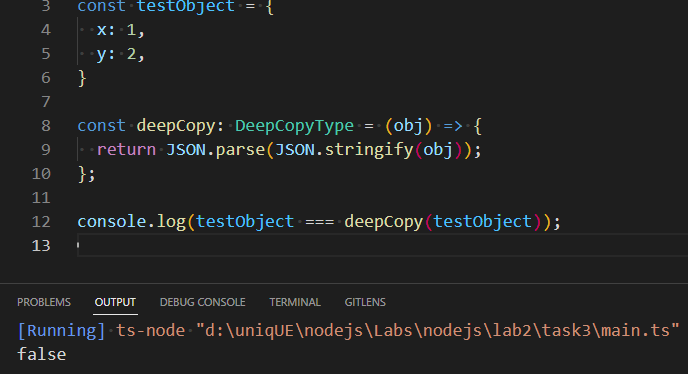 3 const testObject = {
4 x: 1,
5 y: 2,
6 }
7
8 const deepCopy: DeepCopyType = (obj) => {
9 return JSON.parse(JSON.stringify(obj));
10 };
11
12 console.log(testObject === deepCopy(testObject));
13
PROBLEMS OUTPUT DEBUG CONSOLE TERMINAL GITLENS
[Running] ts-node "d:\uniqUE\nodejs\Labs\nodejs\lab2\task3\main.ts"
false